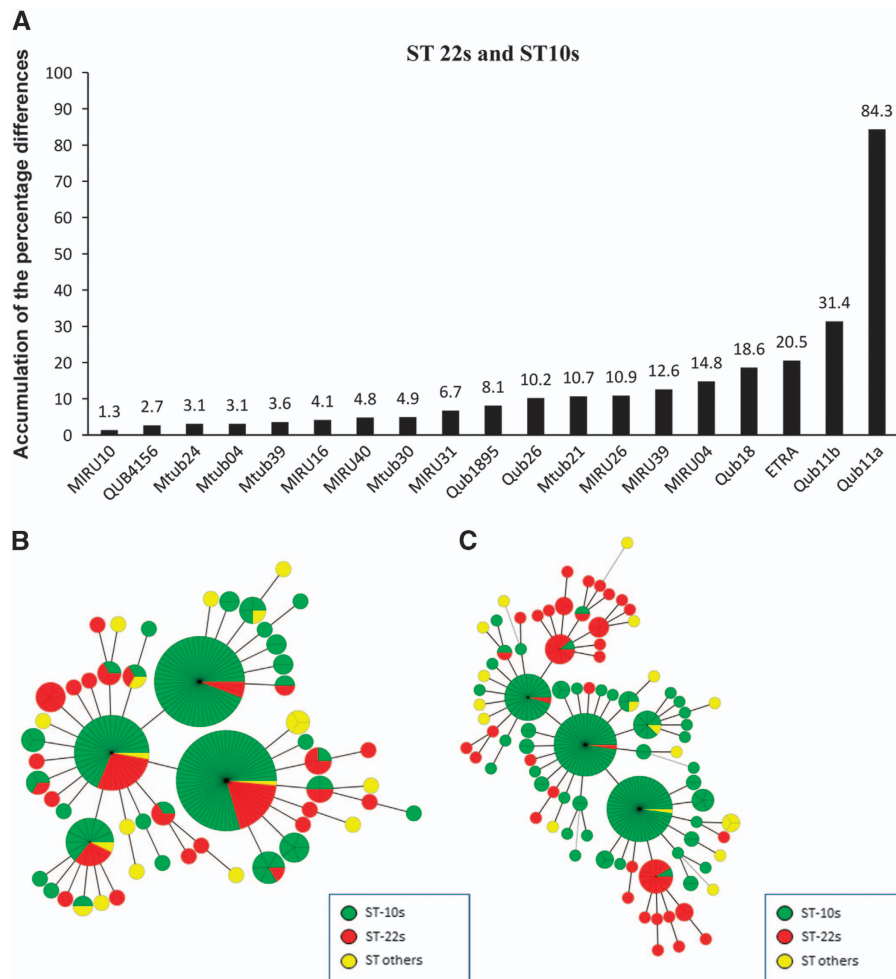 A
ST 22s and ST10s
Accumulation of the percentage differences
100
90
80
70
60
50
40
30
20
10
0
1.3
2.7
3.1
3.1
3.6
4.1
4.8
4.9
6.7
8.1
10.2
10.7
10.9
12.6
14.8
18.6
20.5
31.4
84.3
MIRU10
QUB4156
Mtub24
Mtub04
Mtub39
MIRU16
MIRU40
Mtub30
MIRU31
Qub1895
Qub26
Mtub21
MIRU26
MIRU39
MIRU04
Qub18
ETRA
Qub11b
Qub11a
B
C
ST-10s
ST-22s
ST others
ST-10s
ST-22s
ST others